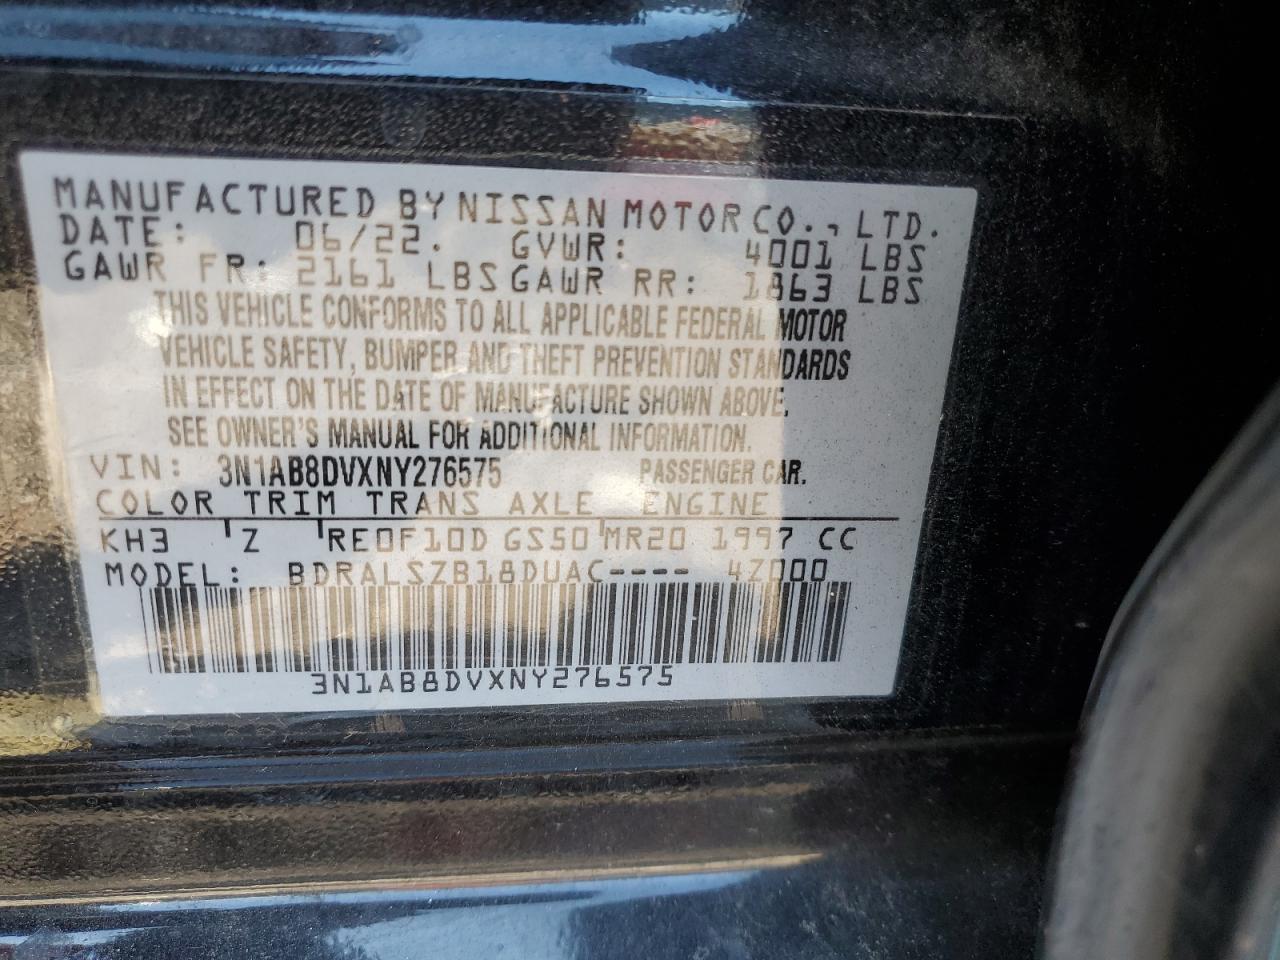 MANUFACTURED BY NISSAN MOTOR CO., LTD.
DATE: 06/22. GVWR: 4001 LBS
GAWR FR: 2161 LBS GAWR RR: 1863 LBS
THIS VEHICLE CONFORMS TO ALL APPLICABLE FEDERAL MOTOR
VEHICLE SAFETY, BUMPER AND THEFT PREVENTION STANDARDS
IN EFFECT ON THE DATE OF MANUFACTURE SHOWN ABOVE.
SEE OWNER'S MANUAL FOR ADDITIONAL INFORMATION.
VIN: 3N1AB8DVXNY276575 PASSENGER CAR.
COLOR TRIM TRANS AXLE ENGINE
KH3 Z RE0F10D GS50 MR20 1997 CC
MODEL: BDRALSZB18DUAC---- 4Z000
3N1AB8DVXNY276575